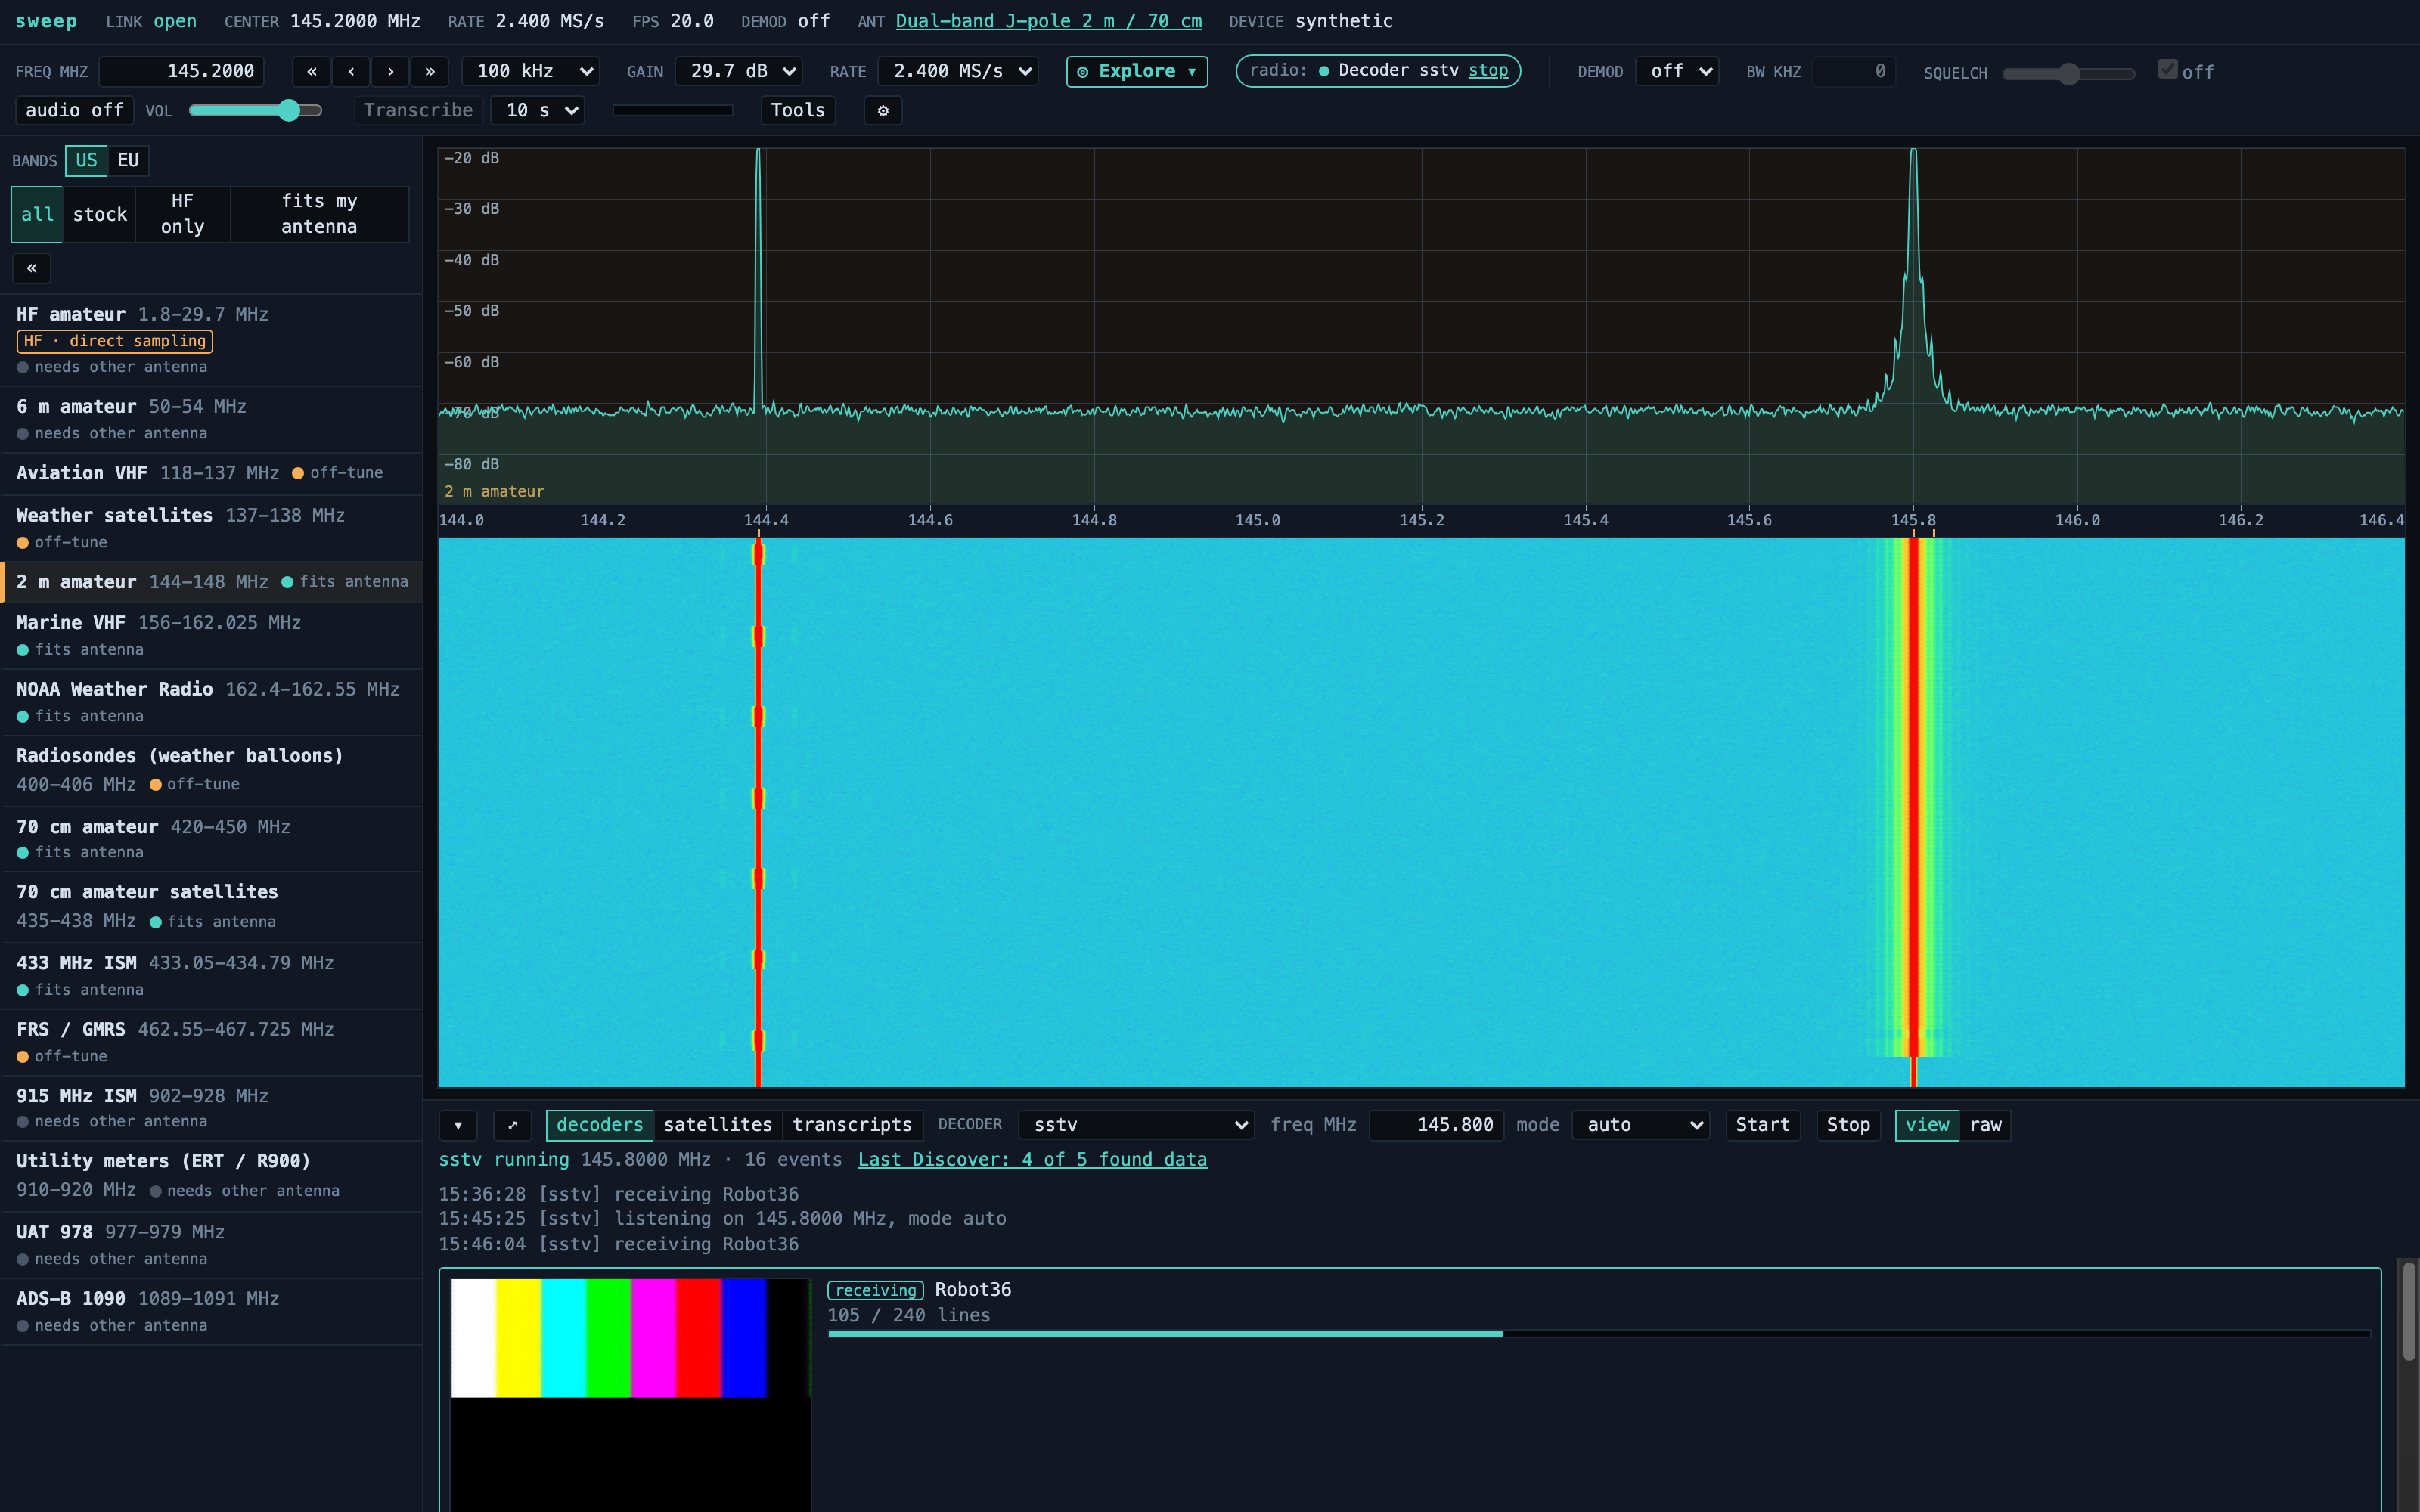 sweep LINK open CENTER 145.2000 MHz RATE 2.400 MS/s FPS 20.0 DEMOD off ANT Dual-band J-pole 2 m / 70 cm DEVICE synthetic
FREQ MHZ 145.2000 « ‹ › » 100 kHz GAIN 29.7 dB RATE 2.400 MS/s ◎ Explore ▾ radio: ● Decoder sstv stop DEMOD off BW KHZ 0 SQUELCH off
audio off VOL Transcribe 10 s Tools ⚙
BANDS US EU
all stock HF only fits my antenna
«
HF amateur 1.8–29.7 MHz
HF · direct sampling
needs other antenna
6 m amateur 50–54 MHz
needs other antenna
Aviation VHF 118–137 MHz off-tune
Weather satellites 137–138 MHz
off-tune
2 m amateur 144–148 MHz fits antenna
Marine VHF 156–162.025 MHz
fits antenna
NOAA Weather Radio 162.4–162.55 MHz
fits antenna
Radiosondes (weather balloons)
400–406 MHz off-tune
70 cm amateur 420–450 MHz
fits antenna
70 cm amateur satellites
435–438 MHz fits antenna
433 MHz ISM 433.05–434.79 MHz
fits antenna
FRS / GMRS 462.55–467.725 MHz
off-tune
915 MHz ISM 902–928 MHz
needs other antenna
Utility meters (ERT / R900)
910–920 MHz needs other antenna
UAT 978 977–979 MHz
needs other antenna
ADS-B 1090 1089–1091 MHz
needs other antenna
-20 dB
-30 dB
-40 dB
-50 dB
-60 dB
-70 dB
-80 dB
2 m amateur
144.0 144.2 144.4 144.6 144.8 145.0 145.2 145.4 145.6 145.8 146.0 146.2 146.4
▾ ⤢ decoders satellites transcripts DECODER sstv freq MHz 145.800 mode auto Start Stop view raw
sstv running 145.8000 MHz · 16 events Last Discover: 4 of 5 found data
15:36:28 [sstv] receiving Robot36
15:45:25 [sstv] listening on 145.8000 MHz, mode auto
15:46:04 [sstv] receiving Robot36
receiving Robot36
105 / 240 lines